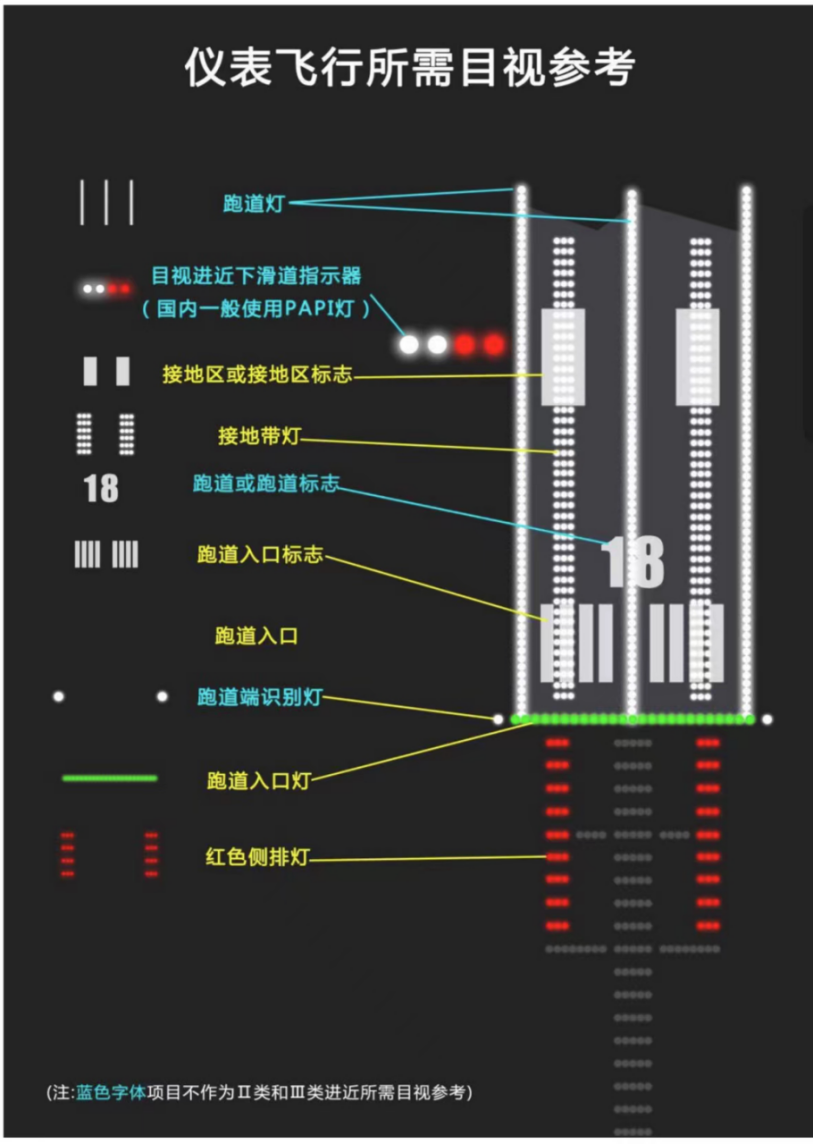 仪表飞行所需目视参考
跑道灯
目视进近下滑道指示器
（国内一般使用PAPI灯）
接地区或接地区标志
接地带灯
跑道或跑道标志
18
18
跑道入口标志
跑道入口
跑道端识别灯
跑道入口灯
红色侧排灯
(注:蓝色字体项目不作为Ⅱ类和Ⅲ类进近所需目视参考)